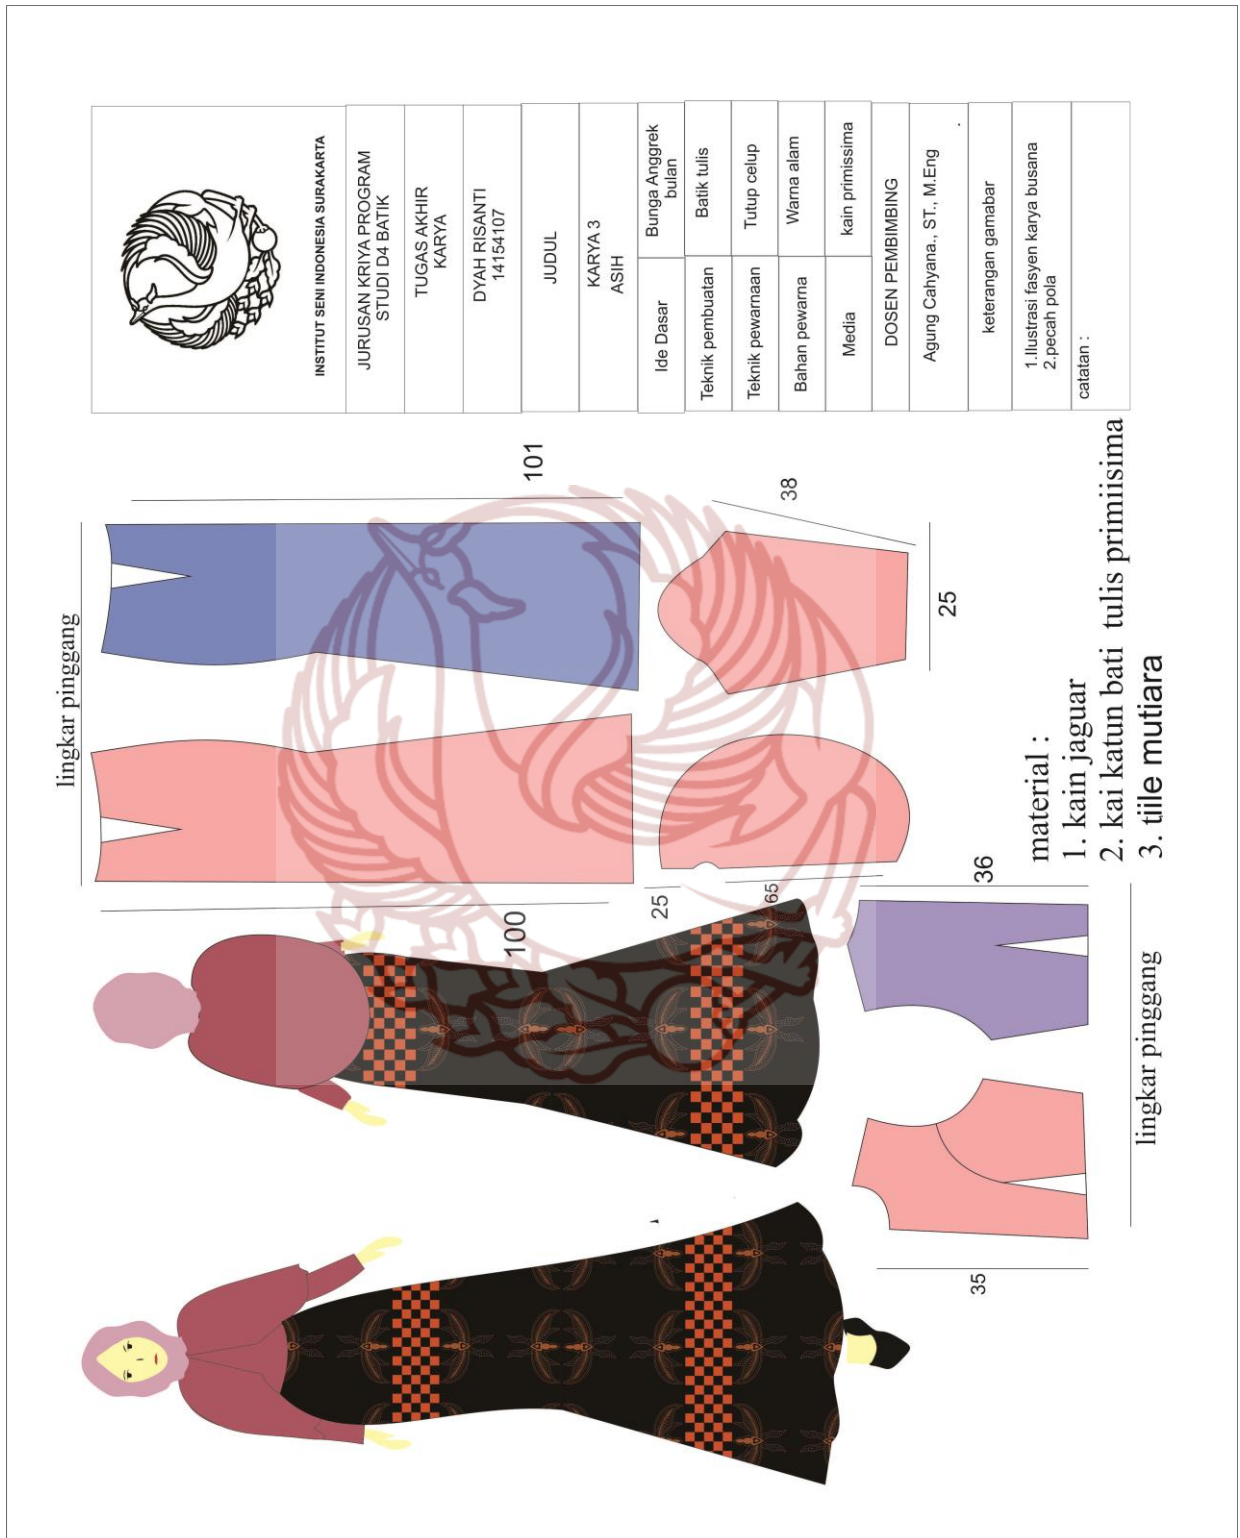 INSTITUT SENI INDONESIA SURAKARTA
JURUSAN KRIYA PROGRAM
STUDI D4 BATIK
TUGAS AKHIR
KARYA
DYAH RISANTI
14154107
JUDUL
KARYA 3
ASIH
Ide Dasar
Bunga Anggrek
bulan
Teknik pembuatan
Batik tulis
Teknik pewarnaan
Tutup celup
Bahan pewarna
Warna alam
Media
kain primissima
DOSEN PEMBIMBING
Agung Cahyana., ST., M.Eng
.
keterangan gamabar
1.Ilustrasi fasyen karya busana
2.pecah pola
catatan :
lingkar pinggang
101
38
25
100
25
65
36
35
lingkar pinggang
material :
1. kain jaguar
2. kai katun bati tulis primiisima
3. tiile mutiara